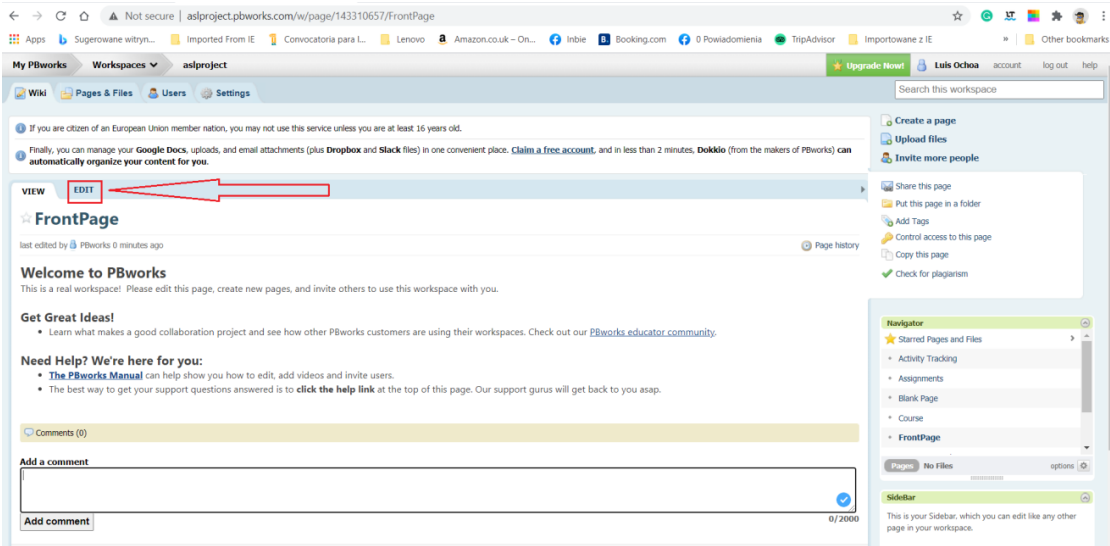 Not secure | aslproject.pbworks.com/w/page/143310657/FrontPage
Apps Sugerowane witryn... Imported From IE Convocatoria para l... Lenovo Amazon.co.uk – On... Inbie Booking.com 0 Powiadomienia TripAdvisor Importowane z IE » Other bookmarks
My PBworks Workspaces aslproject Upgrade Now! Luis Ochoa account log out help
Wiki Pages & Files Users Settings Search this workspace
If you are citizen of an European Union member nation, you may not use this service unless you are at least 16 years old.
Finally, you can manage your Google Docs, uploads, and email attachments (plus Dropbox and Slack files) in one convenient place. Claim a free account, and in less than 2 minutes, Dokkio (from the makers of PBworks) can
automatically organize your content for you.
VIEW EDIT
FrontPage
last edited by PBworks 0 minutes ago Page history
Welcome to PBworks
This is a real workspace! Please edit this page, create new pages, and invite others to use this workspace with you.
Get Great Ideas!
• Learn what makes a good collaboration project and see how other PBworks customers are using their workspaces. Check out our PBworks educator community.
Need Help? We're here for you:
• The PBworks Manual can help show you how to edit, add videos and invite users.
• The best way to get your support questions answered is to click the help link at the top of this page. Our support gurus will get back to you asap.
Comments (0)
Add a comment
Add comment 0/2000
Create a page
Upload files
Invite more people
Share this page
Put this page in a folder
Add Tags
Control access to this page
Copy this page
Check for plagiarism
Navigator
Starred Pages and Files
Activity Tracking
Assignments
Blank Page
Course
FrontPage
Pages No Files options
SideBar
This is your Sidebar, which you can edit like any other
page in your workspace.